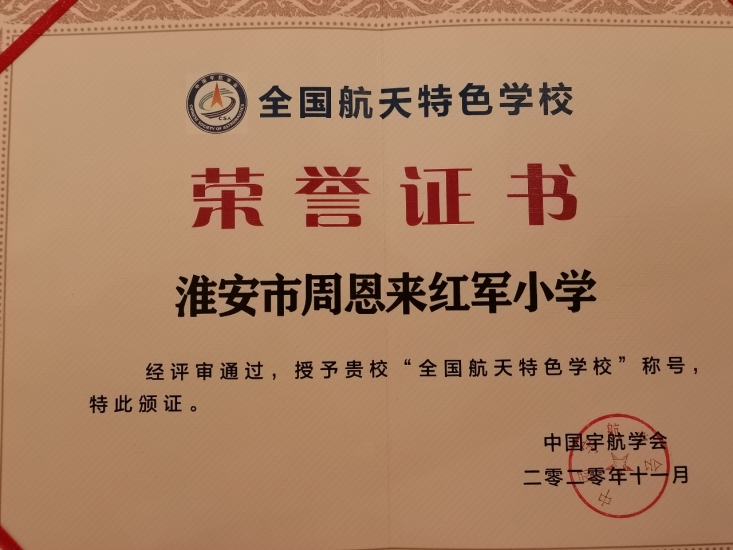 全国航天特色学校
荣誉证书
淮安市周恩来红军小学
经评审通过，授予贵校“全国航天特色学校”称号，
特此颁证。
中国宇航学会
二零二零年十一月